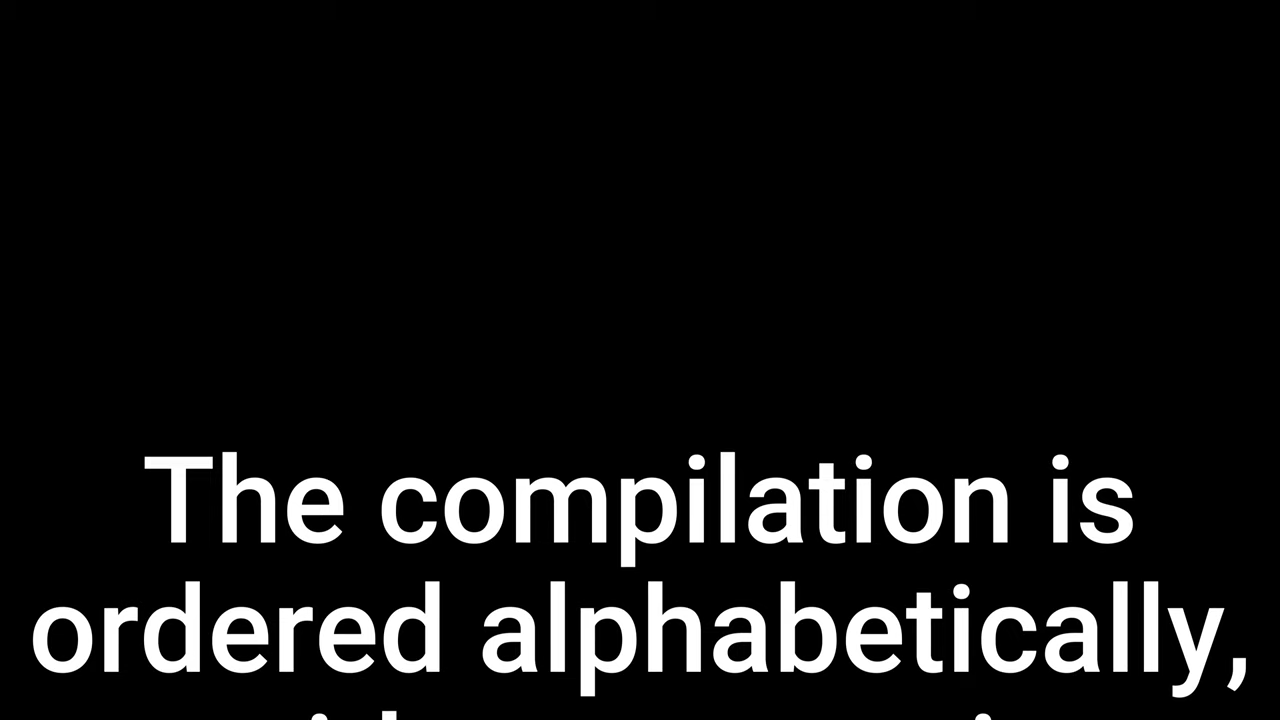 The compilation is
ordered alphabetically,